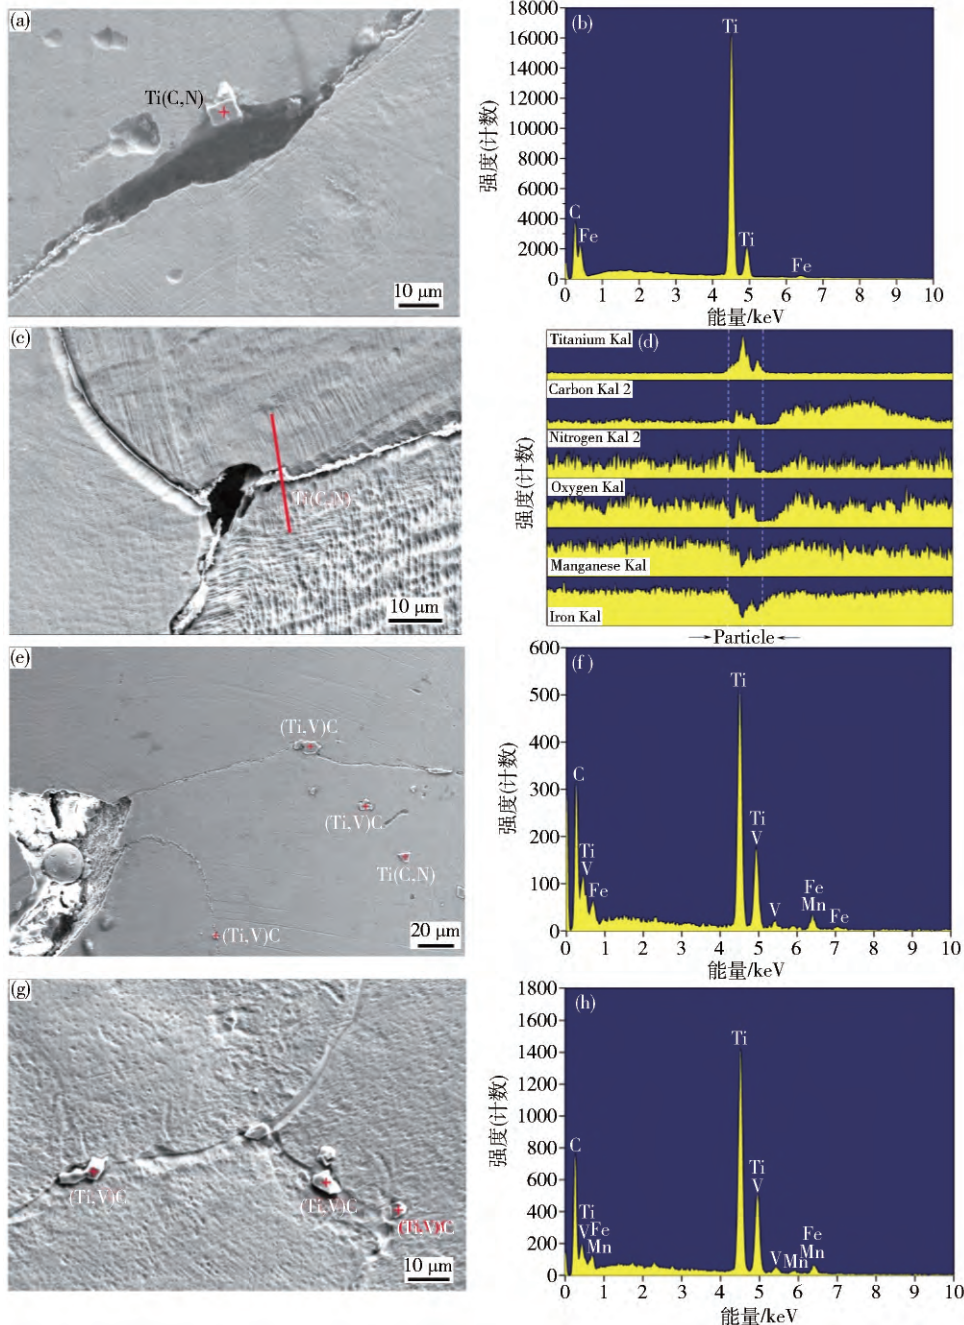 (a)
Ti(C,N)
10 μm
(b)
强度(计数)
18000
16000
14000
12000
10000
8000
6000
4000
2000
0
C
Fe
Ti
Ti
Fe
0 1 2 3 4 5 6 7 8 9 10
能量/keV
(c)
Ti(C,N)
10 μm
(d)
强度(计数)
Titanium Kal
Carbon Kal 2
Nitrogen Kal 2
Oxygen Kal
Manganese Kal
Iron Kal
Particle
(e)
(Ti,V)C
(Ti,V)C
Ti(C,N)
(Ti,V)C
20 μm
(f)
强度(计数)
600
500
400
300
200
100
0
C
Ti
V
Fe
Ti
Ti
V
V
Fe
Mn
Fe
0 1 2 3 4 5 6 7 8 9 10
能量/keV
(g)
(Ti,V)C
(Ti,V)C
(Ti,V)C
10 μm
(h)
强度(计数)
1800
1600
1400
1200
1000
800
600
400
200
0
C
Ti
V Fe
Mn
Ti
Ti
V
V Mn
Fe
Mn
0 1 2 3 4 5 6 7 8 9 10
能量/keV